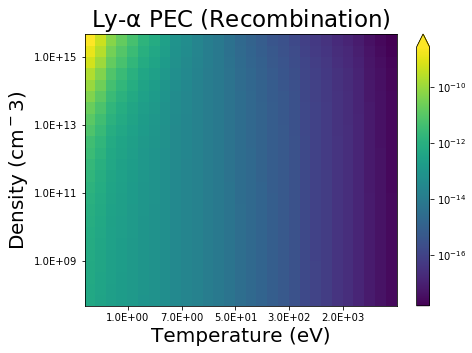 Ly-α PEC (Recombination)
1.0E+15
1.0E+13
1.0E+11
1.0E+09
Density (cm⁻3)
1.0E+00 7.0E+00 5.0E+01 3.0E+02 2.0E+03
Temperature (eV)
10⁻¹⁰
10⁻¹²
10⁻¹⁴
10⁻¹⁶